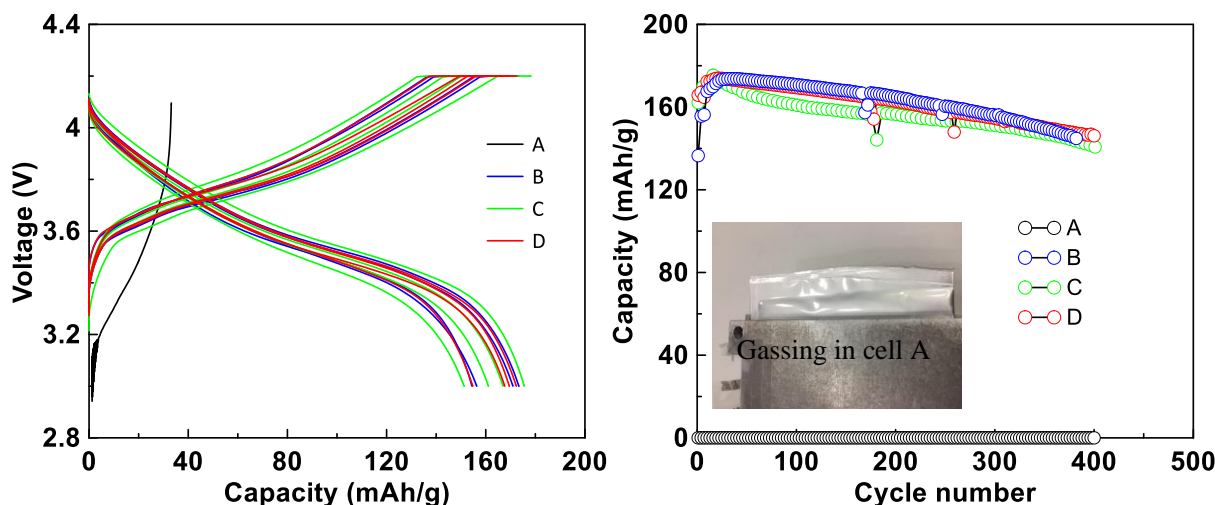 4.4
4
3.6
3.2
2.8
Voltage (V)
0
40
80
120
160
200
Capacity (mAh/g)
A
B
C
D
200
160
120
80
40
0
Capacity (mAh/g)
0
100
200
300
400
500
Cycle number
A
B
C
D
Gassing in cell A